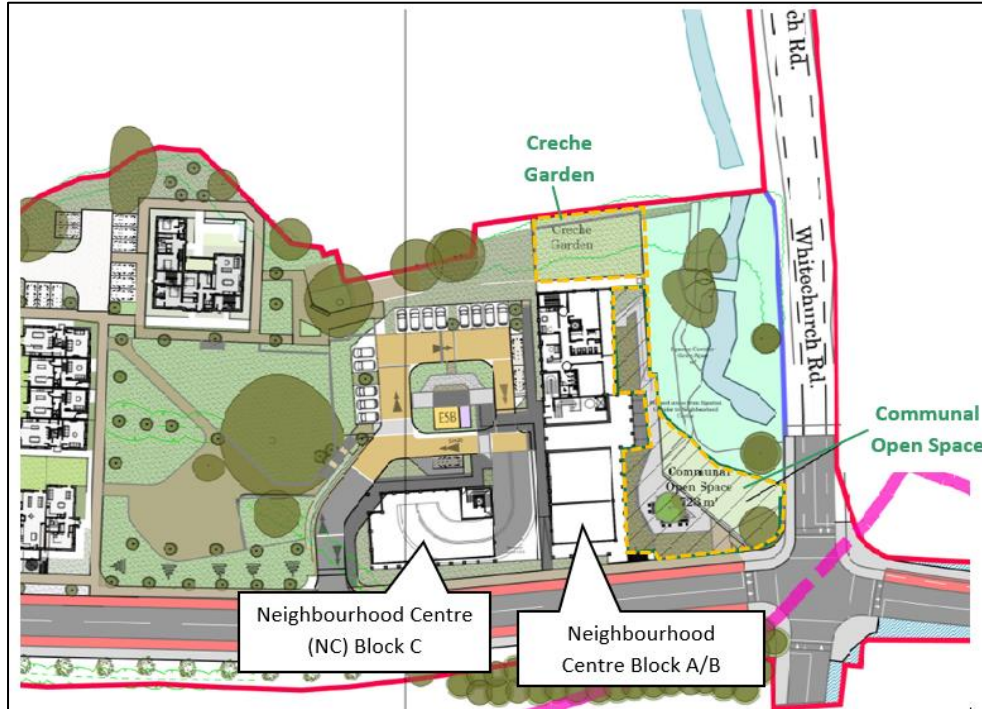 ch Rd.
Whitechurch Rd.
Creche
Garden
Creche
Garden
ESB
Communal
Open Space
Communal
Open Space
m²
Neighbourhood Centre
(NC) Block C
Neighbourhood
Centre Block A/B